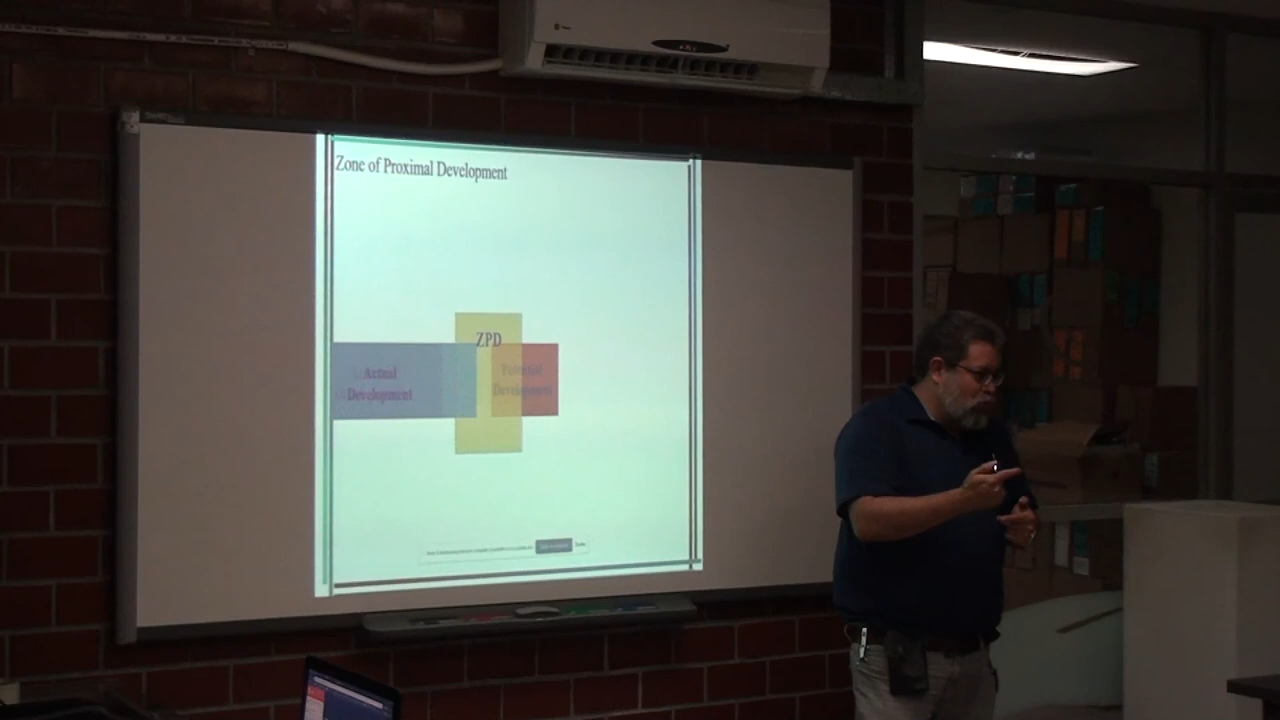 Zone of Proximal Development
ZPD
Actual
Development
Potential
Development